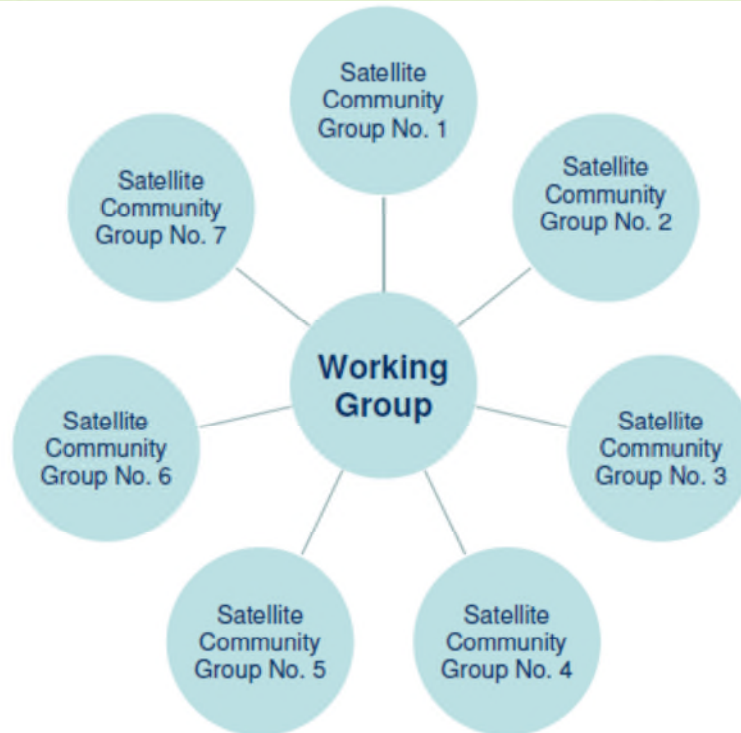 Satellite
Community
Group No. 1
Satellite
Community
Group No. 2
Satellite
Community
Group No. 3
Satellite
Community
Group No. 4
Satellite
Community
Group No. 5
Satellite
Community
Group No. 6
Satellite
Community
Group No. 7
Working
Group